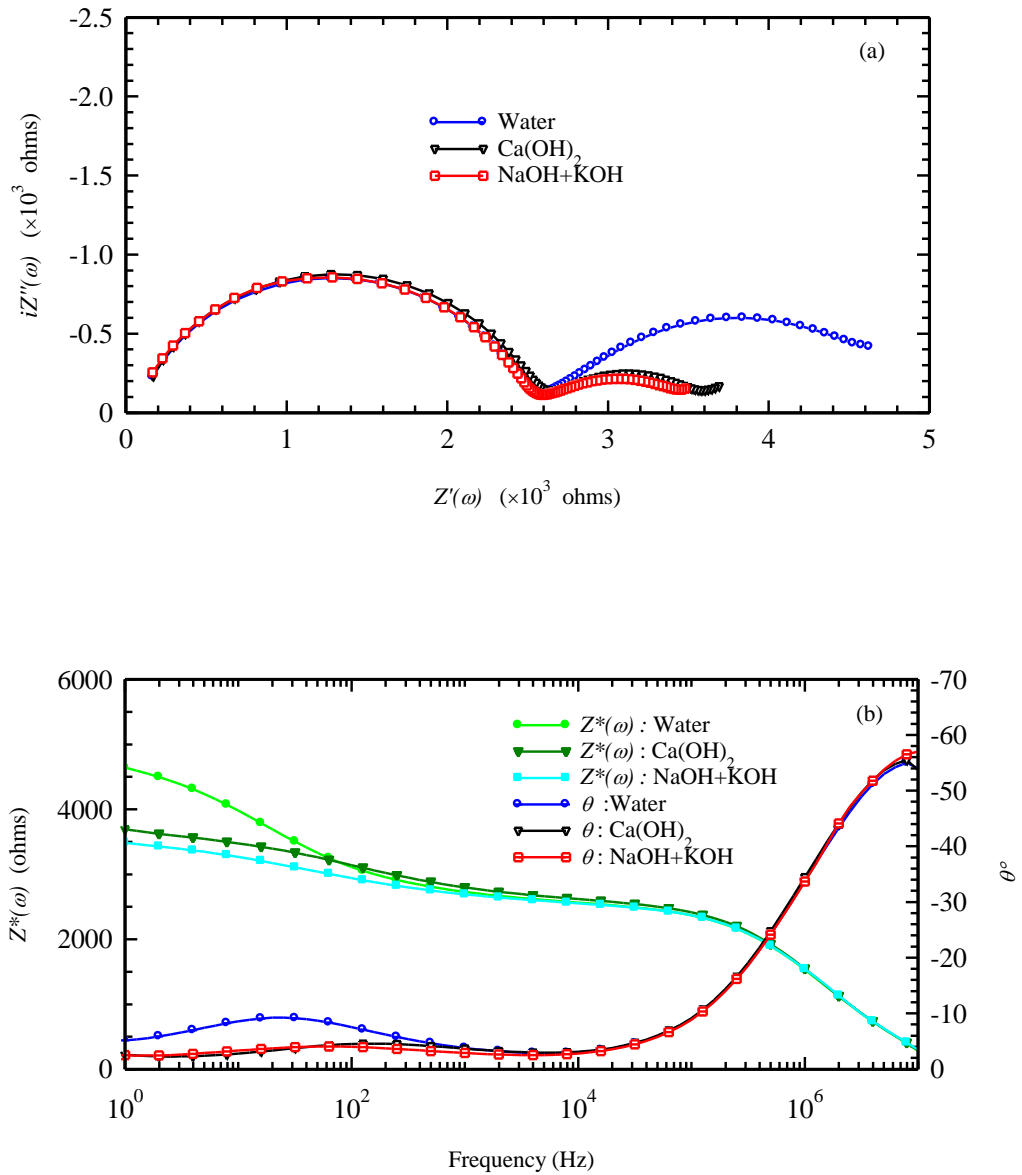 -2.5
(a)
-2.0
Water
Ca(OH)2
NaOH+KOH
-1.5
-1.0
-0.5
0
iZ''(ω) (×10³ ohms)
0 1 2 3 4 5
Z'(ω) (×10³ ohms)
6000 -70
(b)
Z*(ω) : Water
-60
Z*(ω) : Ca(OH)2
Z*(ω) : NaOH+KOH
-50
θ :Water
4000
θ : Ca(OH)2
-40
θ : NaOH+KOH
-30
2000
-20
-10
0 0
Z*(ω) (ohms)
θ°
10⁰ 10² 10⁴ 10⁶
Frequency (Hz)